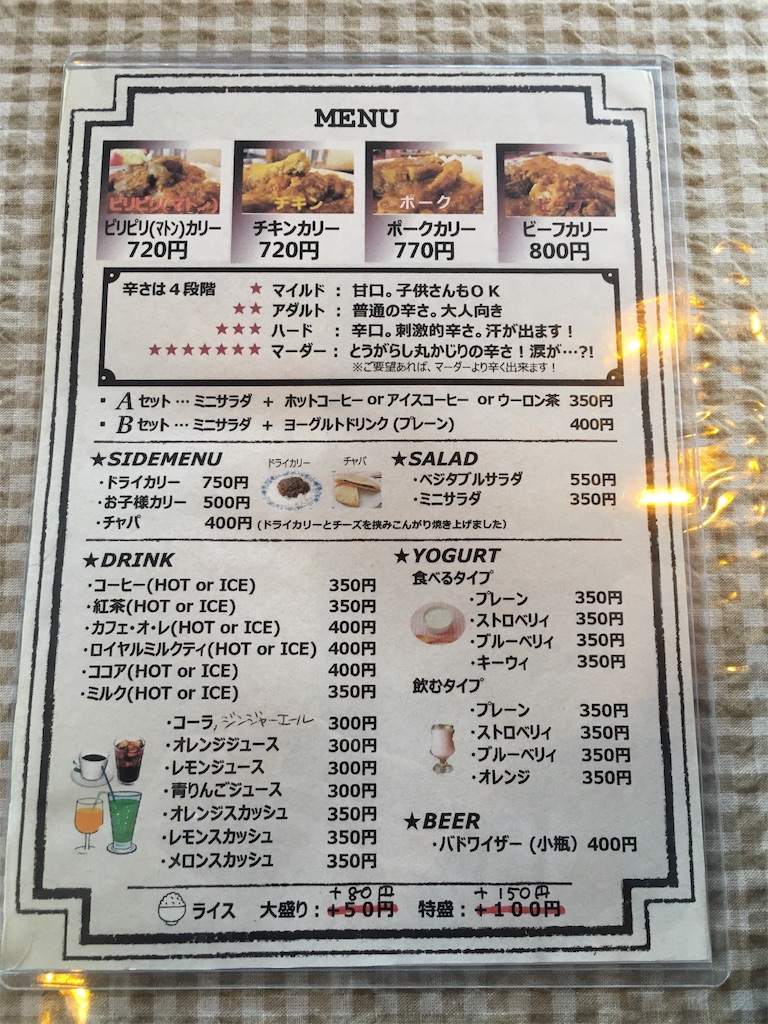 MENU
ピリピリ(マトン) チキン ポーク ビーフ
ピリピリ(マトン)カリー チキンカリー ポークカリー ビーフカリー
720円 720円 770円 800円
辛さは４段階 ★ マイルド : 甘口。子供さんもＯＫ
★★ アダルト : 普通の辛さ。大人向き
★★★ ハード : 辛口。刺激的辛さ。汗が出ます！
★★★★★★★ マーダー : とうがらし丸かじりの辛さ！涙が…?!
※ご要望あれば、マーダーより辛く出来ます！
▪ Aセット … ミニサラダ + ホットコーヒー or アイスコーヒー or ウーロン茶 350円
▪ Bセット … ミニサラダ + ヨーグルトドリンク (プレーン) 400円
★SIDEMENU
・ドライカリー 750円
・お子様カリー 500円
・チャパ 400円 (ドライカリーとチーズを挟みこんがり焼き上げました)
ドライカリー チャパ
★SALAD
・ベジタブルサラダ 550円
・ミニサラダ 350円
★DRINK
・コーヒー(HOT or ICE) 350円
・紅茶(HOT or ICE) 350円
・カフェ・オ・レ(HOT or ICE) 400円
・ロイヤルミルクティ(HOT or ICE) 400円
・ココア(HOT or ICE) 400円
・ミルク(HOT or ICE) 350円
・コーラ, ジンジャーエール 300円
・オレンジジュース 300円
・レモンジュース 300円
・青りんごジュース 300円
・オレンジスカッシュ 350円
・レモンスカッシュ 350円
・メロンスカッシュ 350円
★YOGURT
食べるタイプ
・プレーン 350円
・ストロベリィ 350円
・ブルーベリィ 350円
・キーウィ 350円
飲むタイプ
・プレーン 350円
・ストロベリィ 350円
・ブルーベリィ 350円
・オレンジ 350円
★BEER
・バドワイザー (小瓶) 400円
+80円 +150円
ライス 大盛り : +50円 特盛 : +100円